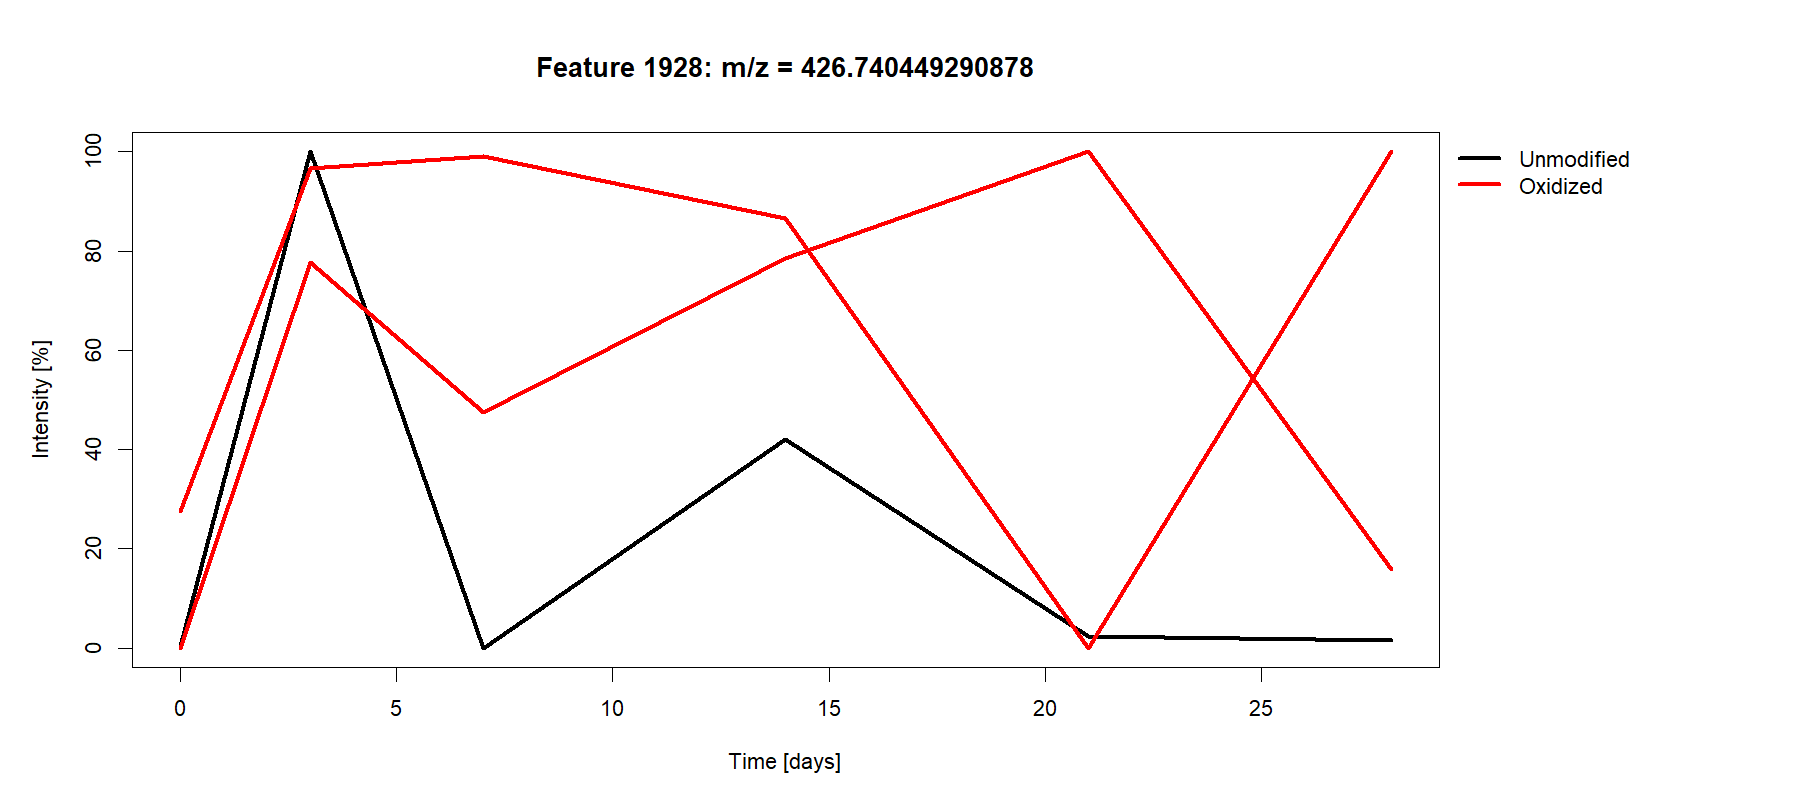 Feature 1928: m/z = 426.740449290878
Unmodified
Oxidized
Intensity [%]
100
80
60
40
20
0
0 5 10 15 20 25
Time [days]